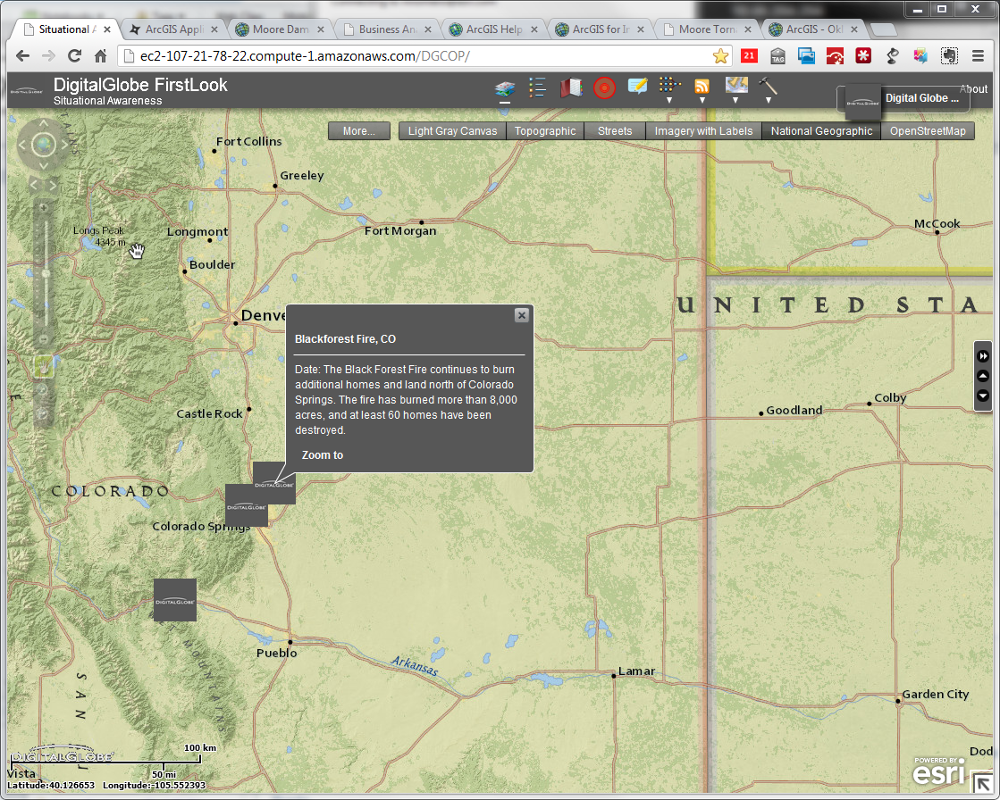 Situational A
ArcGIS Appli
Moore Dam
Business An
ArcGIS Help
ArcGIS for In
Moore Torna
ArcGIS - Okl
ec2-107-21-78-22.compute-1.amazonaws.com/DGCOP/
21
TAG
DigitalGlobe FirstLook
Situational Awareness
About
DIGITALGLOBE
Digital Globe ...
More...
Light Gray Canvas
Topographic
Streets
Imagery with Labels
National Geographic
OpenStreetMap
Fort Collins
Greeley
Longs Peak
4345 m
Longmont
Fort Morgan
McCook
Boulder
UNITED STA
Denve
Blackforest Fire, CO
Date: The Black Forest Fire continues to burn
additional homes and land north of Colorado
Springs. The fire has burned more than 8,000
acres, and at least 60 homes have been
destroyed.
Zoom to
Castle Rock
Goodland
Colby
COLORADO
DIGITALGLOBE
DIGITALGLOBE
Colorado Springs
DIGITALGLOBE
MOUNTAINS
Pueblo
Arkansas
Lamar
SAN
Garden City
100 km
DIGITALGLOBE
50 mi
Vista
Dod
Latitude:40.126653 Longitude:-105.552393
POWERED BY
esri